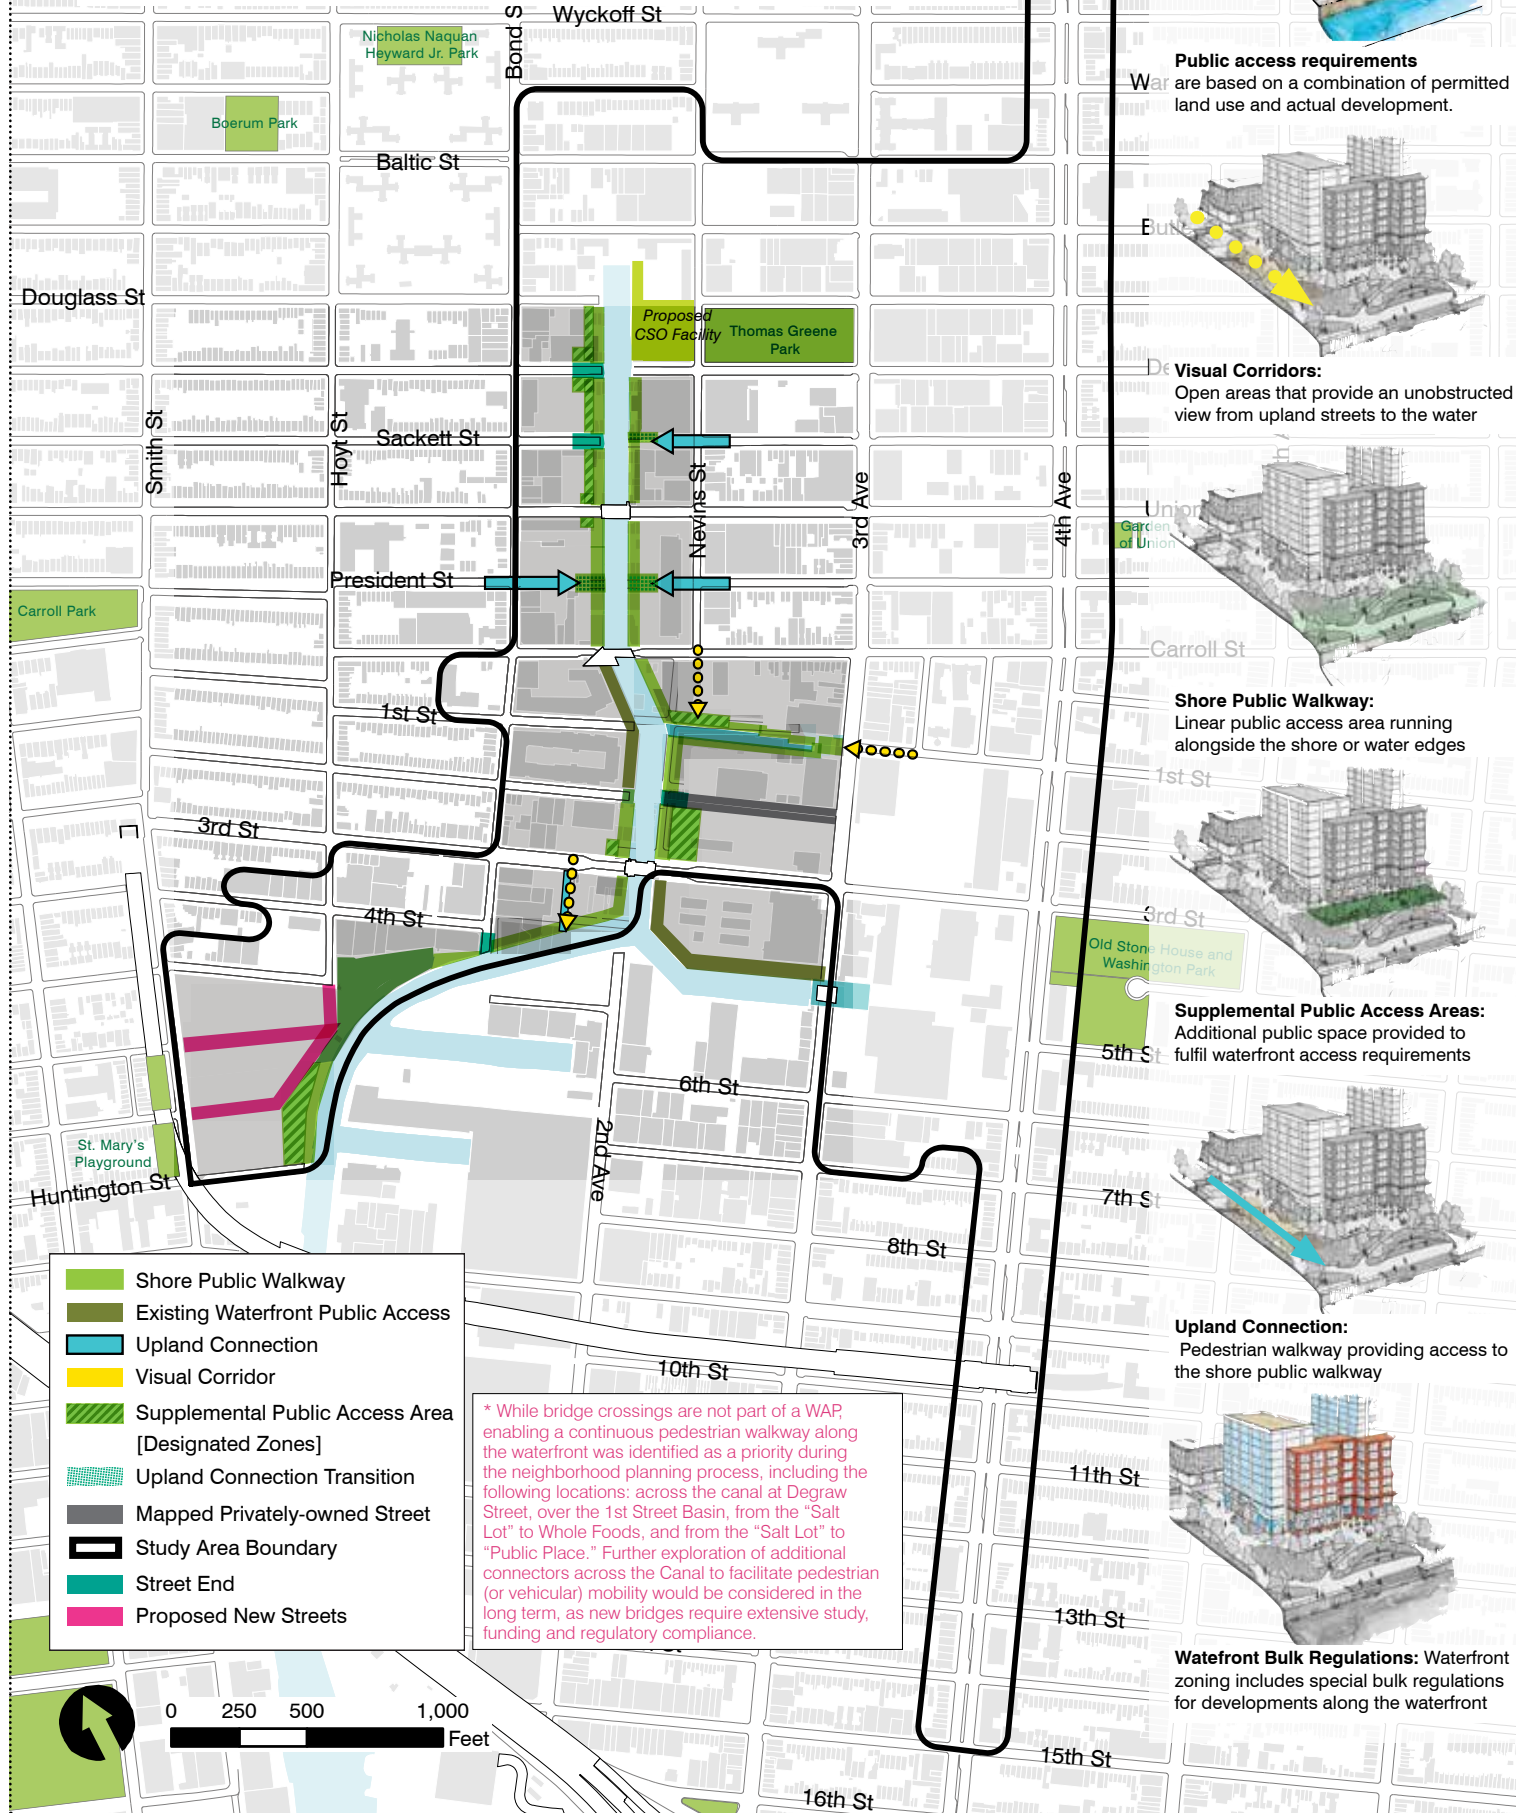 Wyckoff St
Bond S
Nicholas Naquan
Heyward Jr. Park
Boerum Park
Baltic St
Douglass St
Proposed
CSO Facility
Thomas Greene
Park
Smith St
Hoyt St
Sackett St
Nevins St
3rd Ave
4th Ave
Union
Garden
of Union
President St
Carroll Park
Carroll St
1st St
1st St
3rd St
3rd St
4th St
Old Stone House and
Washington Park
5th St
6th St
2nd Ave
St. Mary's
Playground
Huntington St
7th St
8th St
10th St
11th St
13th St
15th St
16th St
Shore Public Walkway
Existing Waterfront Public Access
Upland Connection
Visual Corridor
Supplemental Public Access Area
[Designated Zones]
Upland Connection Transition
Mapped Privately-owned Street
Study Area Boundary
Street End
Proposed New Streets
* While bridge crossings are not part of a WAP,
enabling a continuous pedestrian walkway along
the waterfront was identified as a priority during
the neighborhood planning process, including the
following locations: across the canal at Degraw
Street, over the 1st Street Basin, from the “Salt
Lot” to Whole Foods, and from the “Salt Lot” to
“Public Place.” Further exploration of additional
connectors across the Canal to facilitate pedestrian
(or vehicular) mobility would be considered in the
long term, as new bridges require extensive study,
funding and regulatory compliance.
0 250 500 1,000
Feet
Public access requirements
are based on a combination of permitted
land use and actual development.
Visual Corridors:
Open areas that provide an unobstructed
view from upland streets to the water
Shore Public Walkway:
Linear public access area running
alongside the shore or water edges
Supplemental Public Access Areas:
Additional public space provided to
fulfil waterfront access requirements
Upland Connection:
Pedestrian walkway providing access to
the shore public walkway
Watefront Bulk Regulations: Waterfront
zoning includes special bulk regulations
for developments along the waterfront